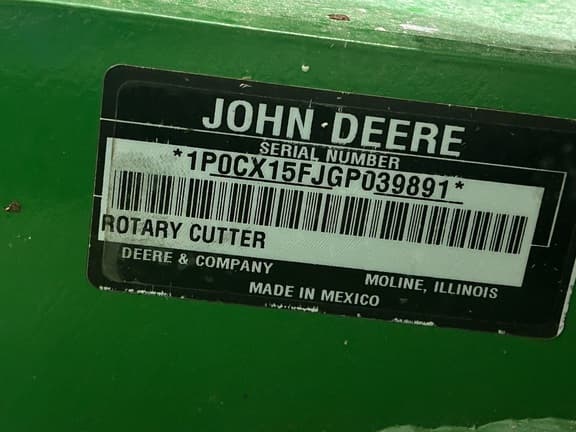 JOHN DEERE
SERIAL NUMBER
*1P0CX15FJGP039891*
ROTARY CUTTER
DEERE & COMPANY
MOLINE, ILLINOIS
MADE IN MEXICO